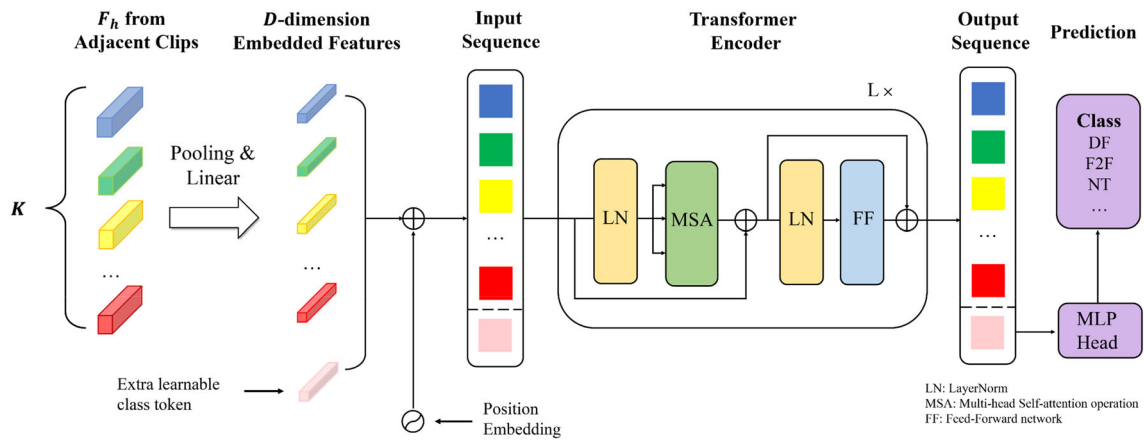 F_h from
Adjacent Clips
D-dimension
Embedded Features
Input
Sequence
Transformer
Encoder
Output
Sequence
Prediction
L ×
K
Pooling &
Linear
...
...
...
...
LN
MSA
LN
FF
Class
DF
F2F
NT
...
MLP
Head
Extra learnable
class token
Position
Embedding
LN: LayerNorm
MSA: Multi-head Self-attention operation
FF: Feed-Forward network